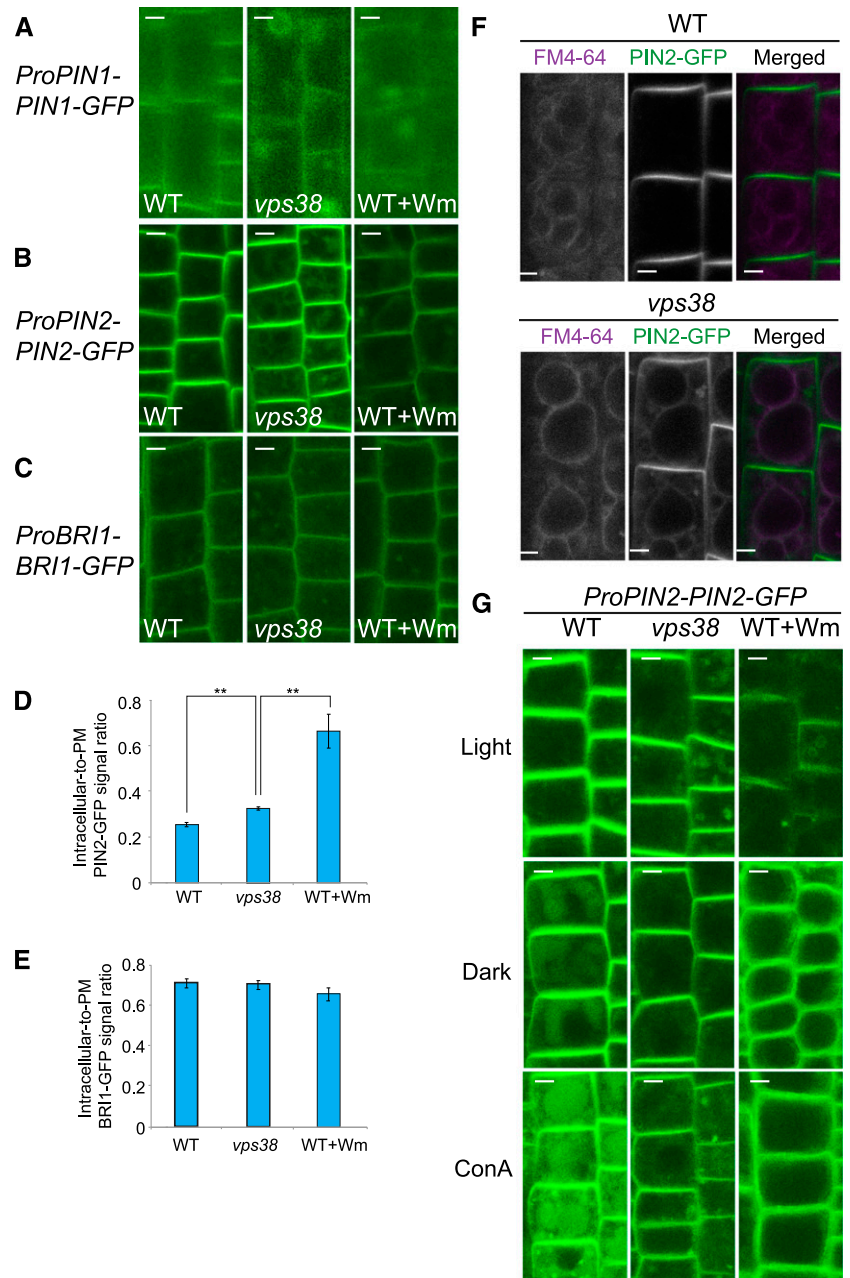 A
ProPIN1-
PIN1-GFP
WT
vps38
WT+Wm
B
ProPIN2-
PIN2-GFP
WT
vps38
WT+Wm
C
ProBRI1-
BRI1-GFP
WT
vps38
WT+Wm
D
Intracellular-to-PM
PIN2-GFP signal ratio
0.8
0.6
0.4
0.2
0
**
**
WT
vps38
WT+Wm
E
Intracellular-to-PM
BRI1-GFP signal ratio
0.8
0.6
0.4
0.2
0
WT
vps38
WT+Wm
F
WT
FM4-64 PIN2-GFP Merged
vps38
FM4-64 PIN2-GFP Merged
G
ProPIN2-PIN2-GFP
WT vps38 WT+Wm
Light
Dark
ConA